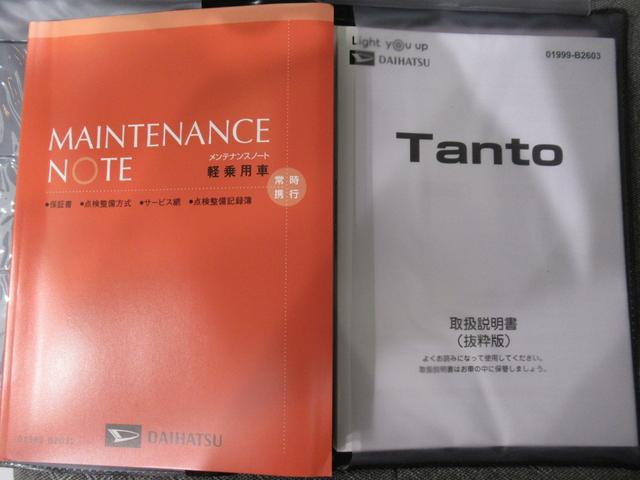 MAINTENANCE
NOTE
メンテナンスノート
軽乗用車
常時
携行
●保証書 ●点検整備方式 ●サービス網 ●点検整備記録簿
DAIHATSU
Light you up
DAIHATSU
01999-B2603
Tanto
取扱説明書
（抜粋版）
よくお読みになって使用してください。
取扱説明書はお車の中に保管しましょう。